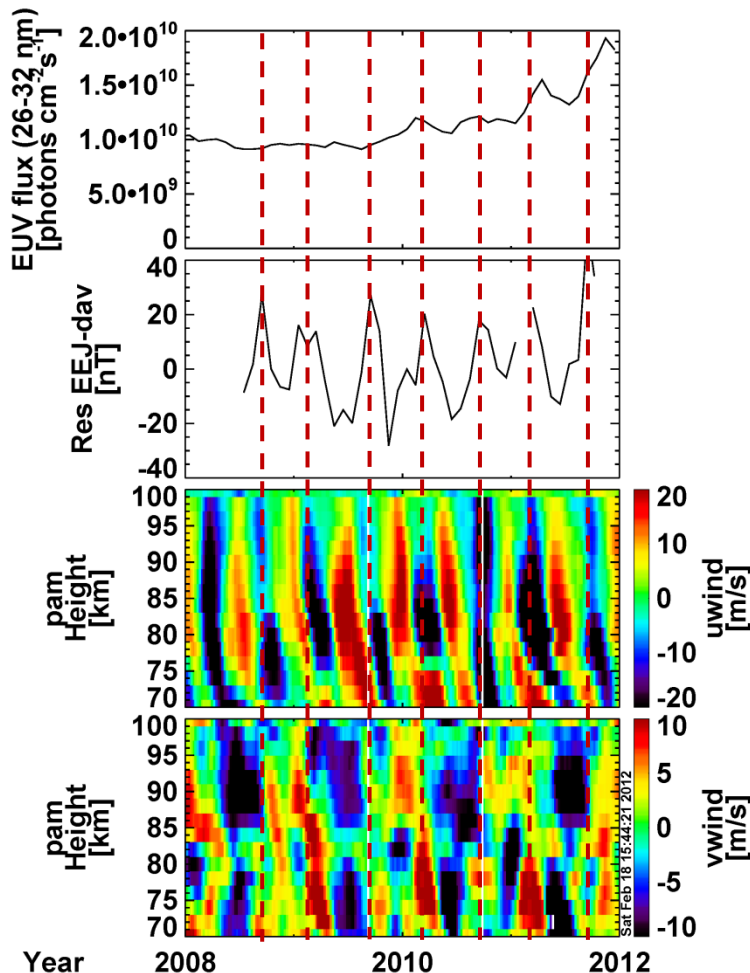 EUV flux (26-32 nm)
[photons cm⁻²s⁻¹]
2.0•10¹⁰
1.5•10¹⁰
1.0•10¹⁰
5.0•10⁹
0
Res EEJ-dav
[nT]
40
20
0
-20
-40
pam
Height
[km]
100
95
90
85
80
75
70
20
10
0
-10
-20
uwind
[m/s]
pam
Height
[km]
100
95
90
85
80
75
70
10
5
0
-5
-10
vwind
[m/s]
Sat Feb 18 15:44:21 2012
Year
2008
2010
2012